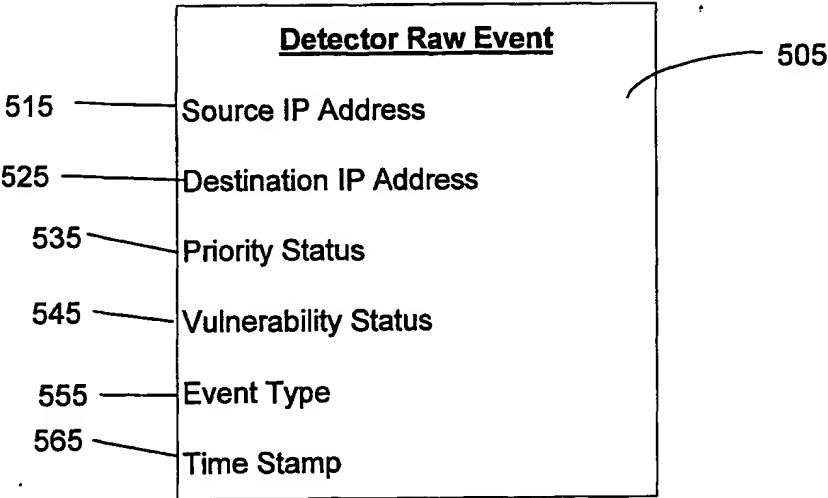 Detector Raw Event
505
515 Source IP Address
525 Destination IP Address
535 Priority Status
545 Vulnerability Status
555 Event Type
565 Time Stamp